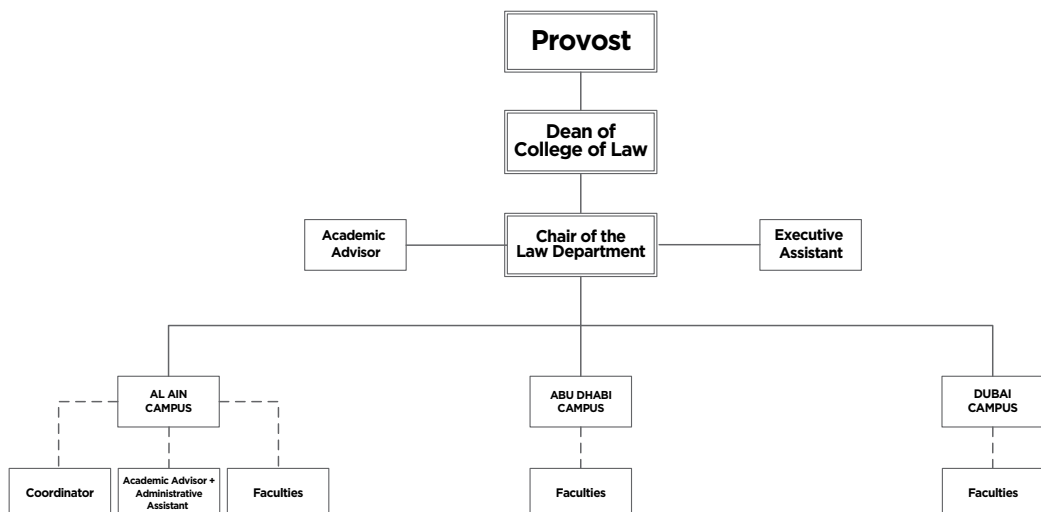 Provost
Dean of
College of Law
Academic
Advisor
Chair of the
Law Department
Executive
Assistant
AL AIN
CAMPUS
ABU DHABI
CAMPUS
DUBAI
CAMPUS
Coordinator
Academic Advisor +
Administrative
Assistant
Faculties
Faculties
Faculties